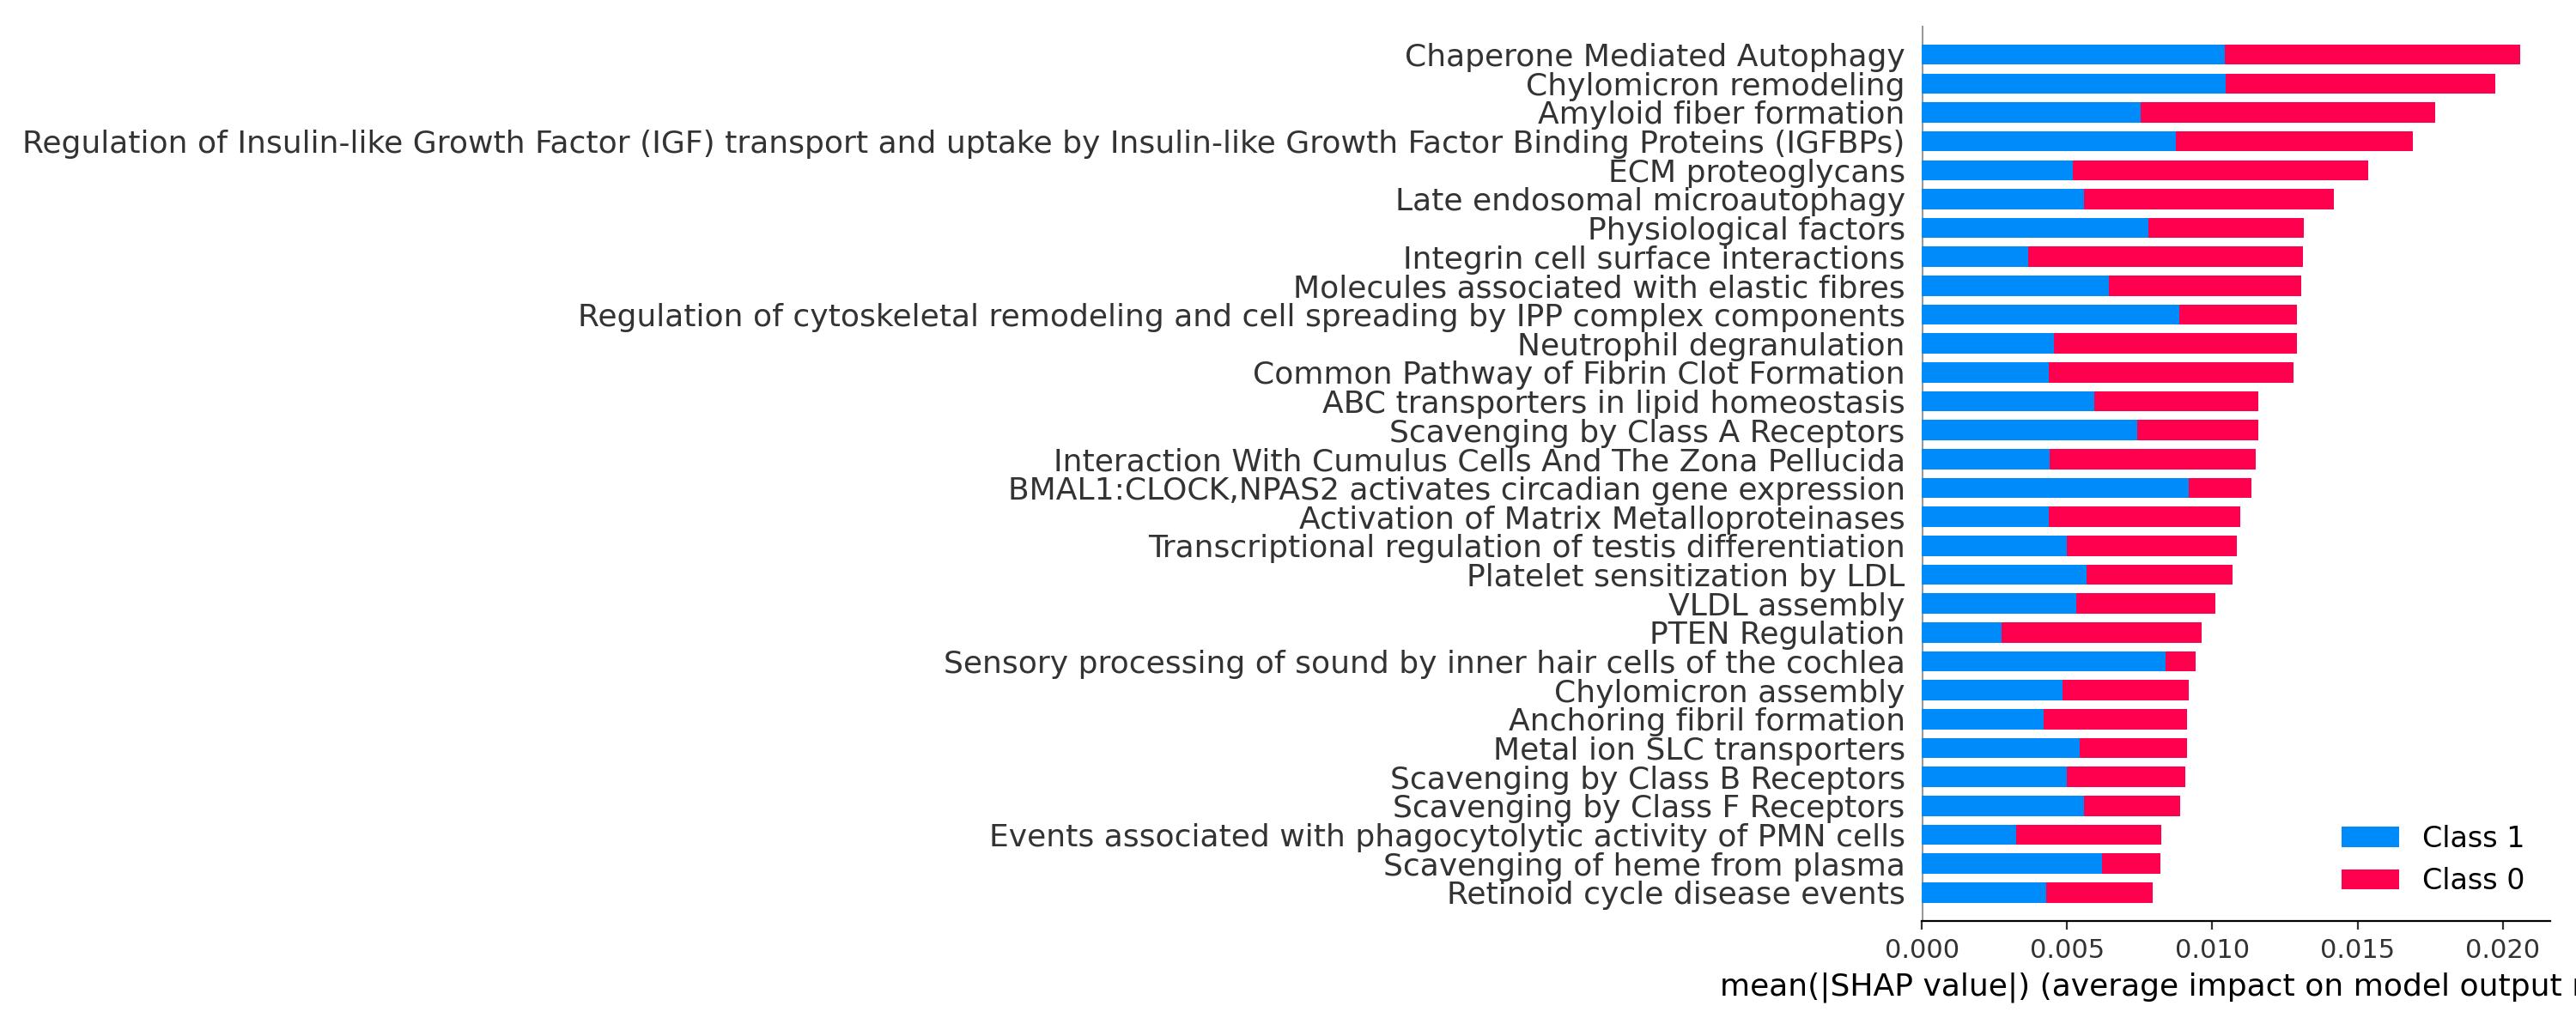 Chaperone Mediated Autophagy
Chylomicron remodeling
Amyloid fiber formation
Regulation of Insulin-like Growth Factor (IGF) transport and uptake by Insulin-like Growth Factor Binding Proteins (IGFBPs)
ECM proteoglycans
Late endosomal microautophagy
Physiological factors
Integrin cell surface interactions
Molecules associated with elastic fibres
Regulation of cytoskeletal remodeling and cell spreading by IPP complex components
Neutrophil degranulation
Common Pathway of Fibrin Clot Formation
ABC transporters in lipid homeostasis
Scavenging by Class A Receptors
Interaction With Cumulus Cells And The Zona Pellucida
BMAL1:CLOCK,NPAS2 activates circadian gene expression
Activation of Matrix Metalloproteinases
Transcriptional regulation of testis differentiation
Platelet sensitization by LDL
VLDL assembly
PTEN Regulation
Sensory processing of sound by inner hair cells of the cochlea
Chylomicron assembly
Anchoring fibril formation
Metal ion SLC transporters
Scavenging by Class B Receptors
Scavenging by Class F Receptors
Events associated with phagocytolytic activity of PMN cells
Scavenging of heme from plasma
Retinoid cycle disease events
Class 1
Class 0
0.000 0.005 0.010 0.015 0.020
mean(|SHAP value|) (average impact on model output